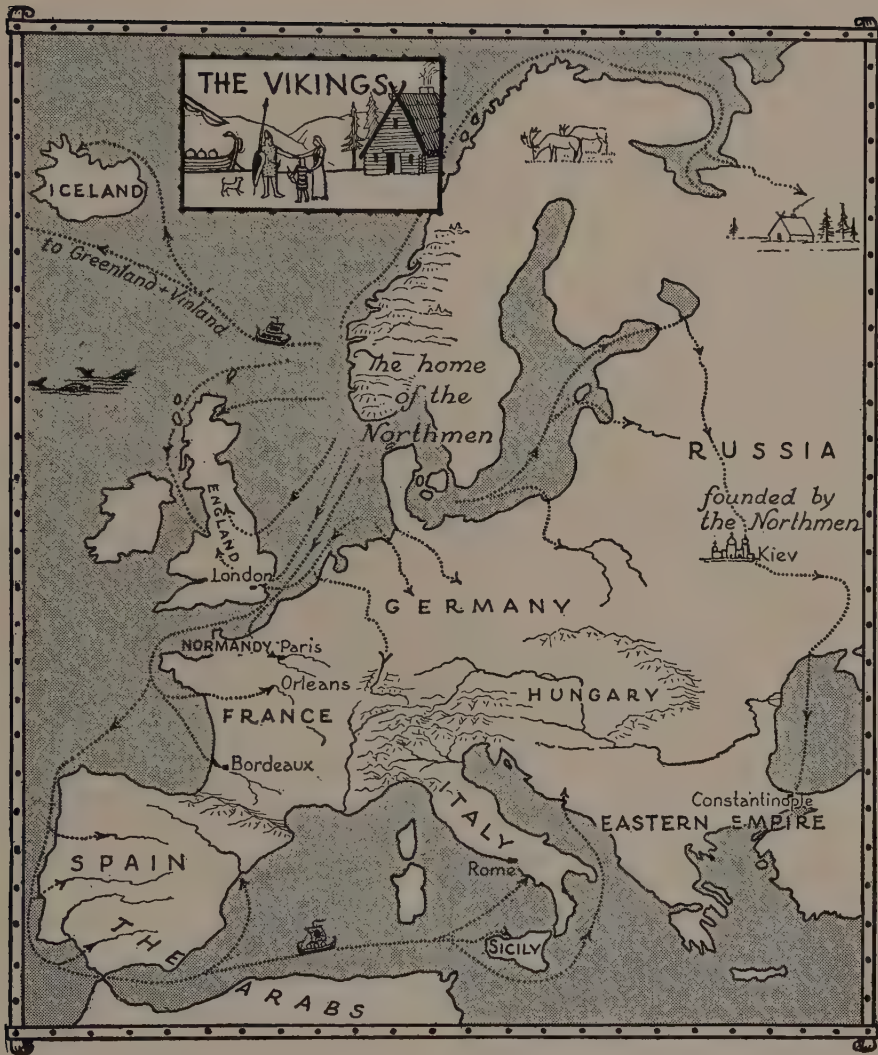 THE VIKINGS
ICELAND
to Greenland + Vinland
The home
of the
Northmen
RUSSIA
founded by
the Northmen
Kiev
ENGLAND
London
GERMANY
NORMANDY
Paris
Orleans
HUNGARY
FRANCE
Bordeaux
ITALY
Constantinople
EASTERN EMPIRE
SPAIN
Rome
SICILY
THE
ARABS